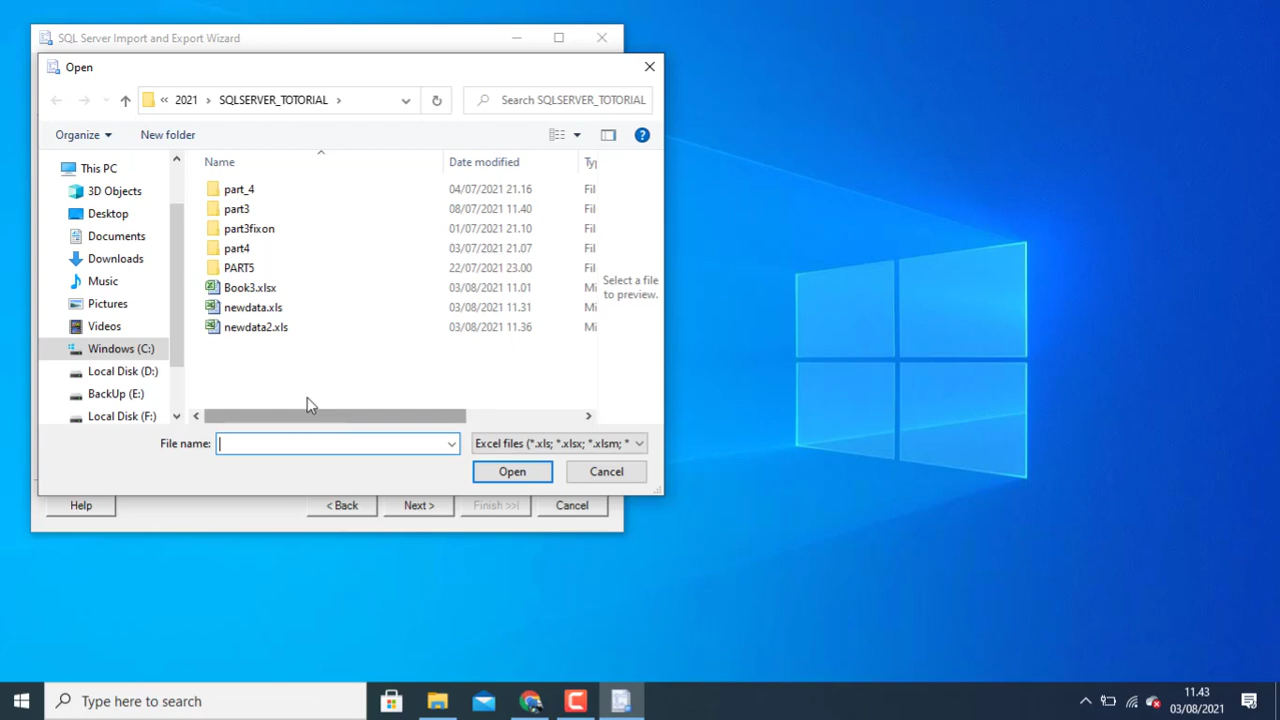 SQL Server Import and Export Wizard
Open
« 2021 › SQLSERVER_TOTORIAL ›
Search SQLSERVER_TOTORIAL
Organize
New folder
This PC
3D Objects
Desktop
Documents
Downloads
Music
Pictures
Videos
Windows (C:)
Local Disk (D:)
BackUp (E:)
Local Disk (F:)
Name Date modified Ty
part_4 04/07/2021 21.16 Fil
part3 08/07/2021 11.40 Fil
part3fixon 01/07/2021 21.10 Fil
part4 03/07/2021 21.07 Fil
PART5 22/07/2021 23.00 Fil
Book3.xlsx 03/08/2021 11.01 Mi
newdata.xls 03/08/2021 11.31 Mi
newdata2.xls 03/08/2021 11.36 Mi
Select a file
to preview.
File name:
Excel files (*.xls; *.xlsx; *.xlsm; *
Open
Cancel
Help
< Back
Next >
Finish >>|
Cancel
Type here to search
11.43
03/08/2021